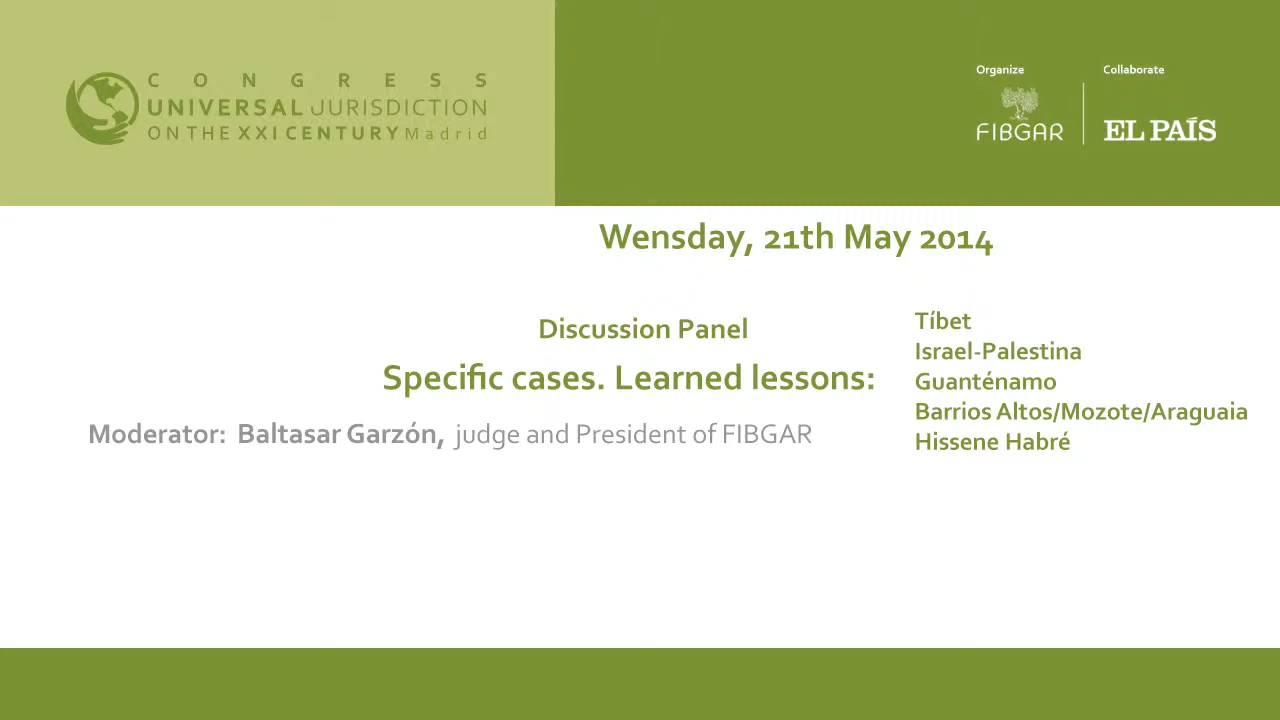 CONGRESS
UNIVERSAL JURISDICTION
ON THE XXI CENTURY Madrid
Organize
FIBGAR
Collaborate
EL PAÍS
Wensday, 21th May 2014
Discussion Panel
Specific cases. Learned lessons:
Moderator: Baltasar Garzón, judge and President of FIBGAR
Tíbet
Israel-Palestina
Guanténamo
Barrios Altos/Mozote/Araguaia
Hissene Habré